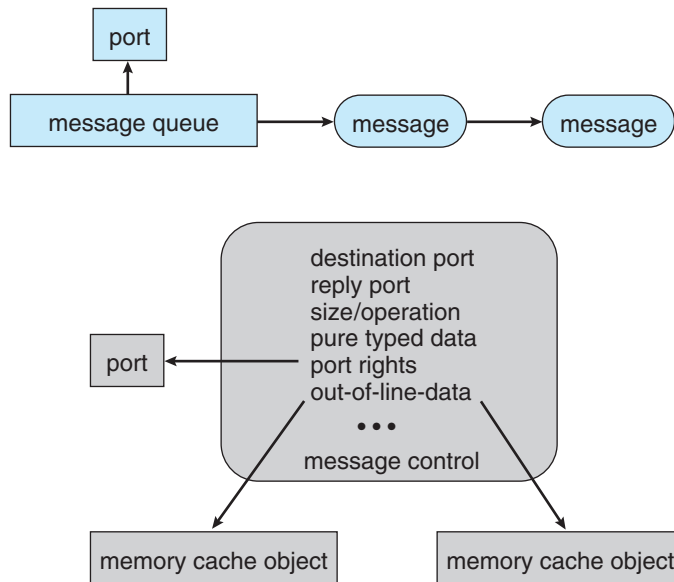 port
message queue
message
message
destination port
reply port
size/operation
pure typed data
port
port rights
out-of-line-data
• • •
message control
memory cache object
memory cache object